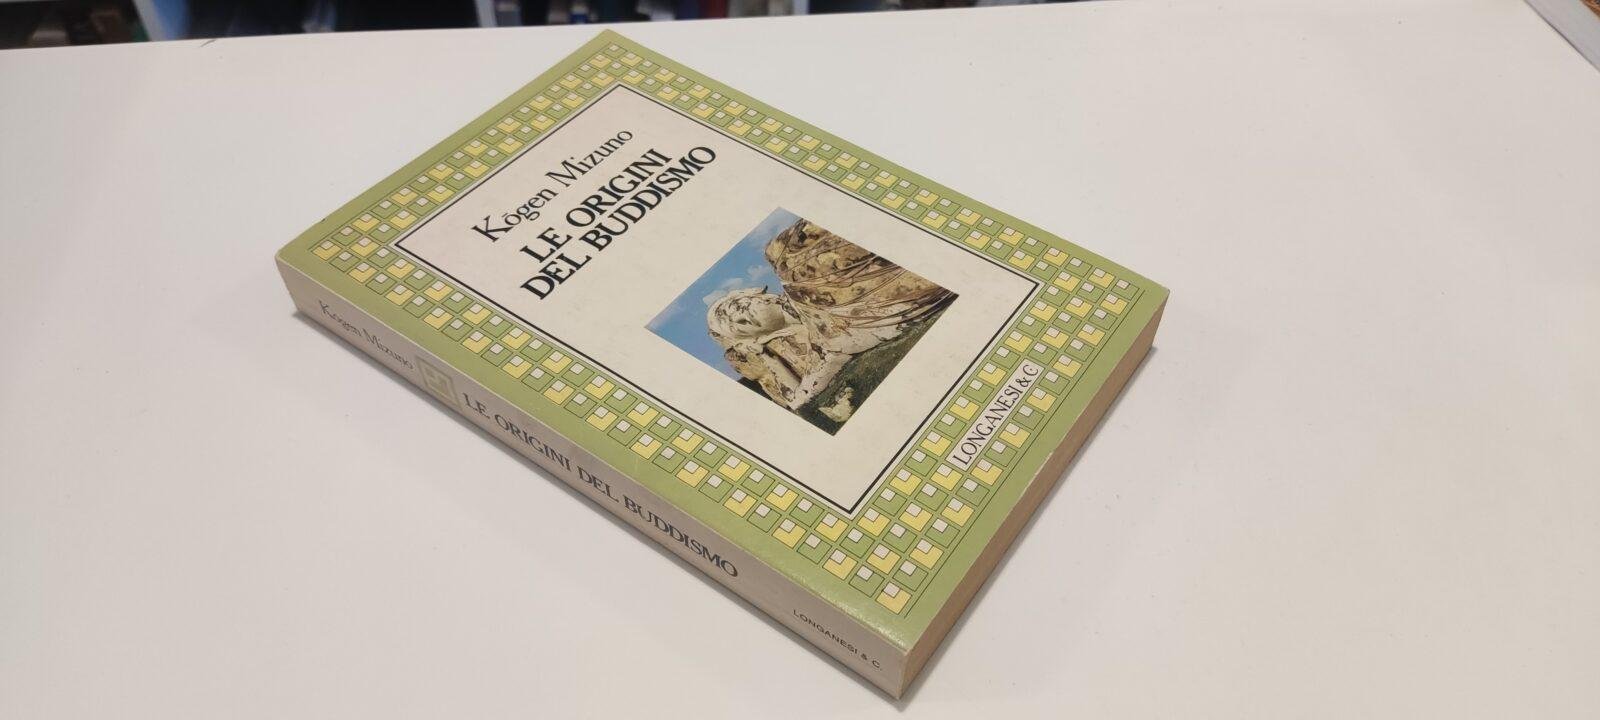 Kōgen Mizuno
LE ORIGINI
DEL BUDDISMO
LONGANESI & C
Kōgen Mizuno
LE ORIGINI DEL BUDDISMO
LONGANESI & C.